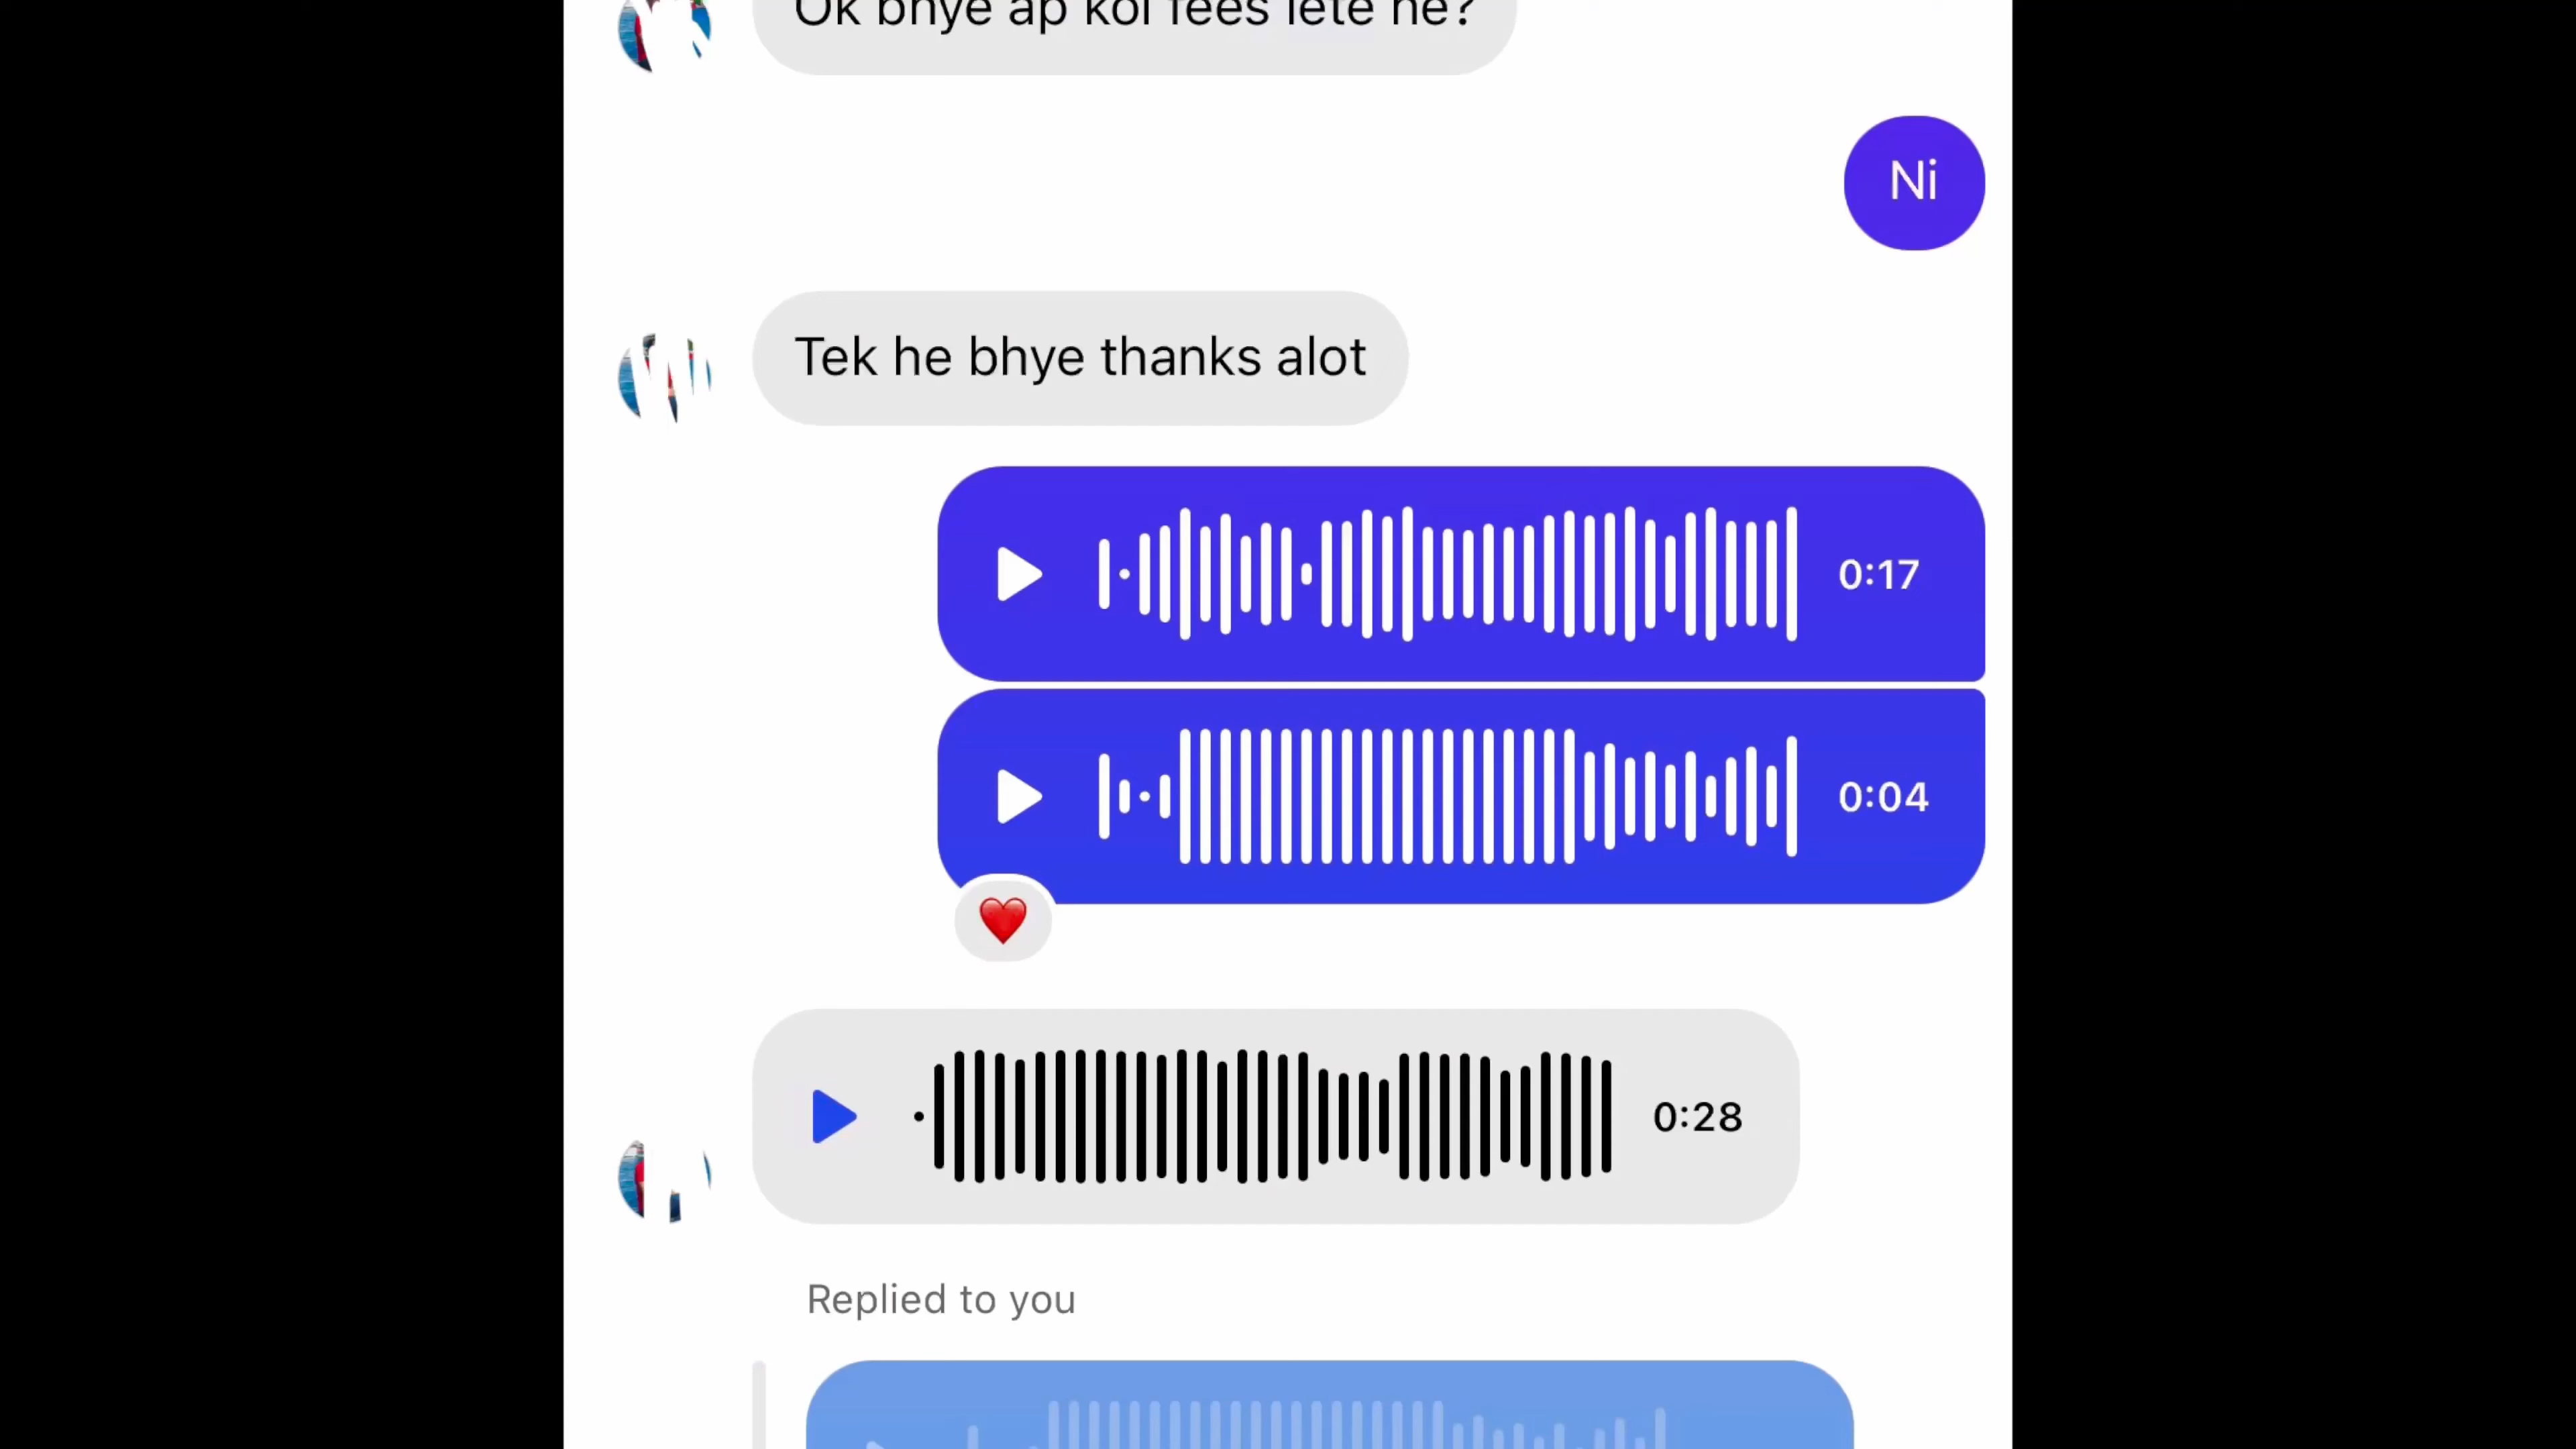 Ok bhye ap koi fees lete he?
Ni
Tek he bhye thanks alot
0:17
0:04
0:28
Replied to you